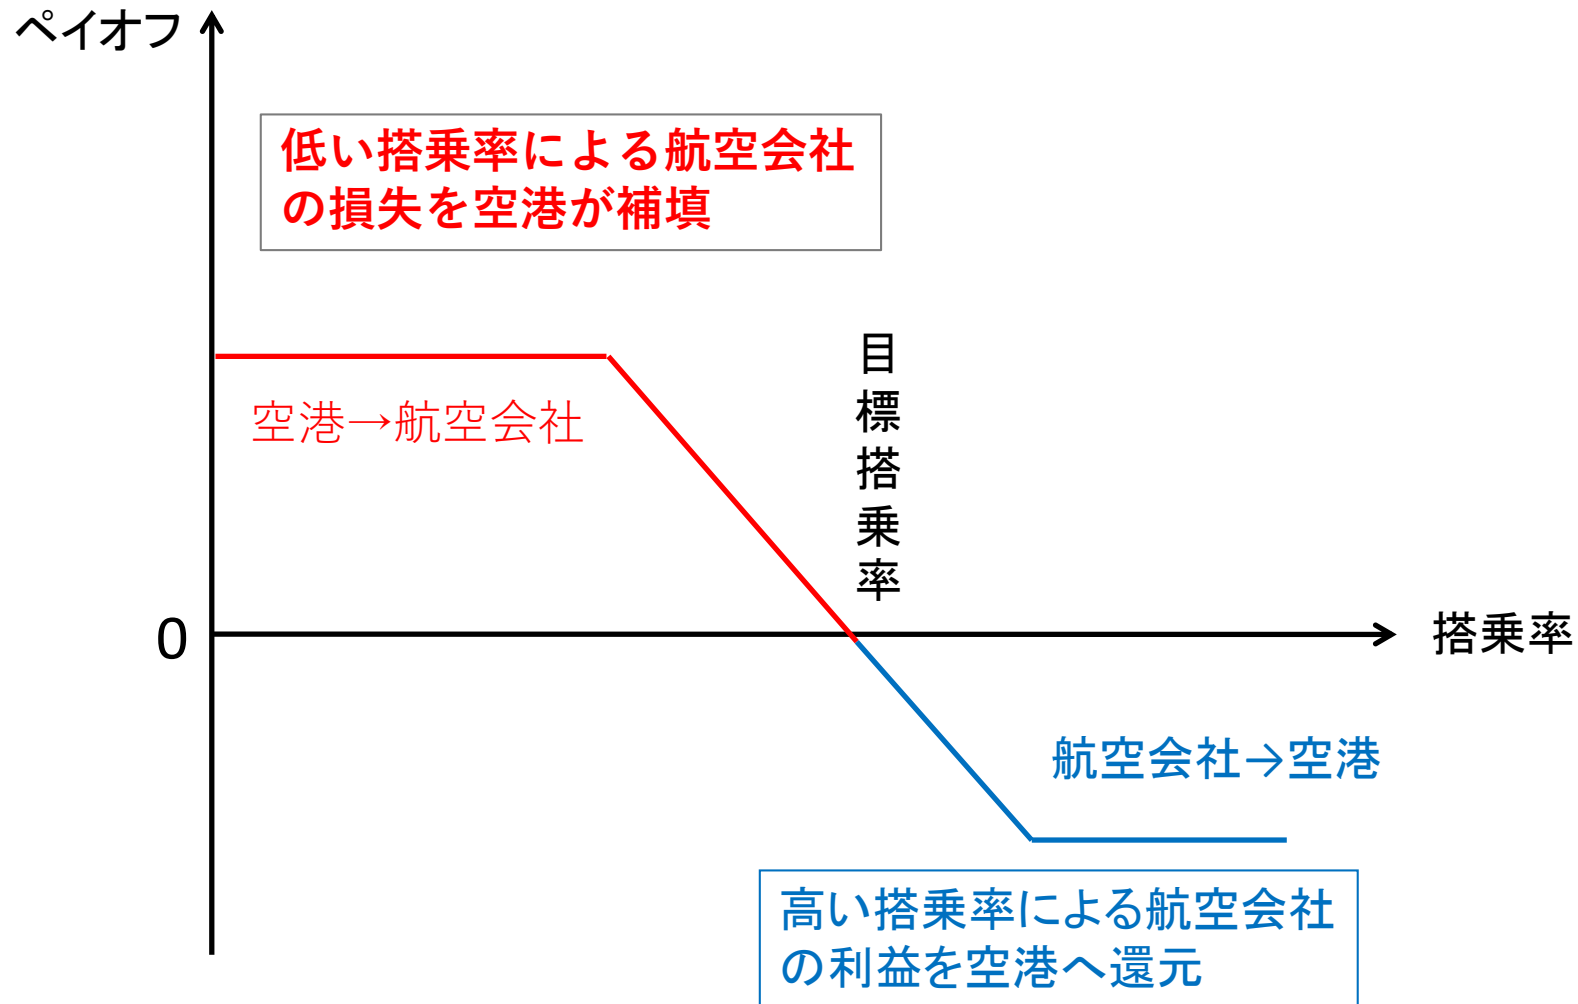 ペイオフ
低い搭乗率による航空会社
の損失を空港が補填
目標搭乗率
空港→航空会社
0
搭乗率
航空会社→空港
高い搭乗率による航空会社
の利益を空港へ還元